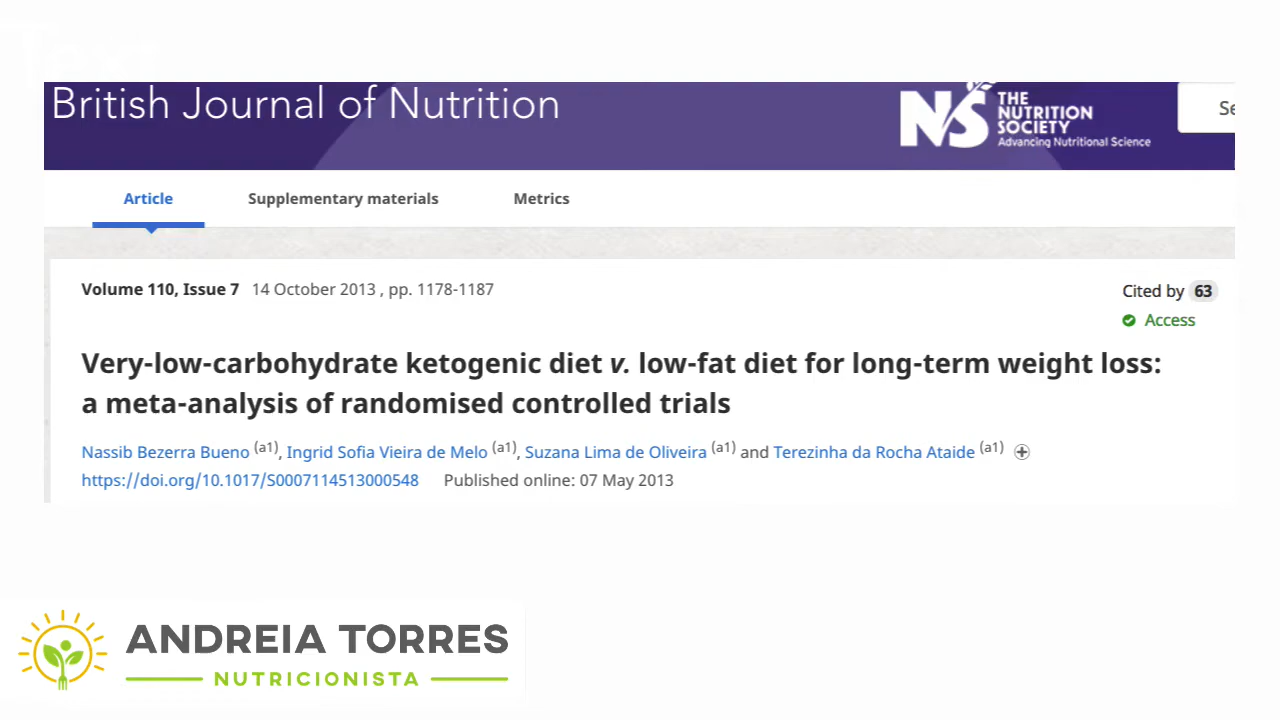 Text
British Journal of Nutrition
NS THE NUTRITION SOCIETY
Advancing Nutritional Science
Se
Article Supplementary materials Metrics
Volume 110, Issue 7 14 October 2013 , pp. 1178-1187
Cited by 63
Access
Very-low-carbohydrate ketogenic diet v. low-fat diet for long-term weight loss:
a meta-analysis of randomised controlled trials
Nassib Bezerra Bueno (a1), Ingrid Sofia Vieira de Melo (a1), Suzana Lima de Oliveira (a1) and Terezinha da Rocha Ataide (a1)
https://doi.org/10.1017/S0007114513000548 Published online: 07 May 2013
ANDREIA TORRES
NUTRICIONISTA